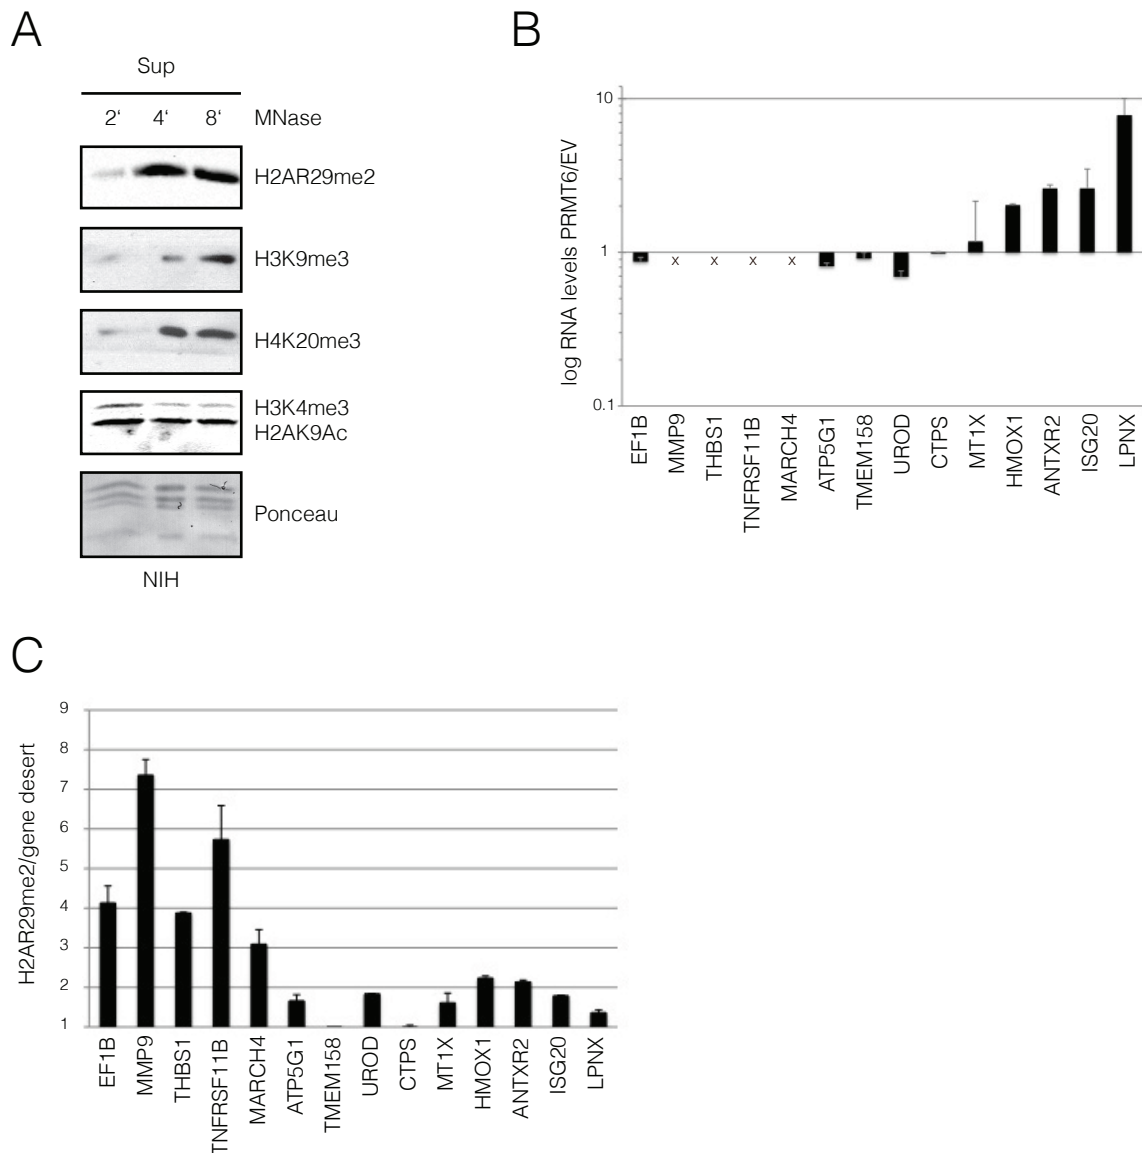 A
Sup
2‘ 4‘ 8‘ MNase
H2AR29me2
H3K9me3
H4K20me3
H3K4me3
H2AK9Ac
Ponceau
NIH
B
log RNA levels PRMT6/EV
10
1
0.1
x x x x
EF1B
MMP9
THBS1
TNFRSF11B
MARCH4
ATP5G1
TMEM158
UROD
CTPS
MT1X
HMOX1
ANTXR2
ISG20
LPNX
C
H2AR29me2/gene desert
9
8
7
6
5
4
3
2
1
EF1B
MMP9
THBS1
TNFRSF11B
MARCH4
ATP5G1
TMEM158
UROD
CTPS
MT1X
HMOX1
ANTXR2
ISG20
LPNX